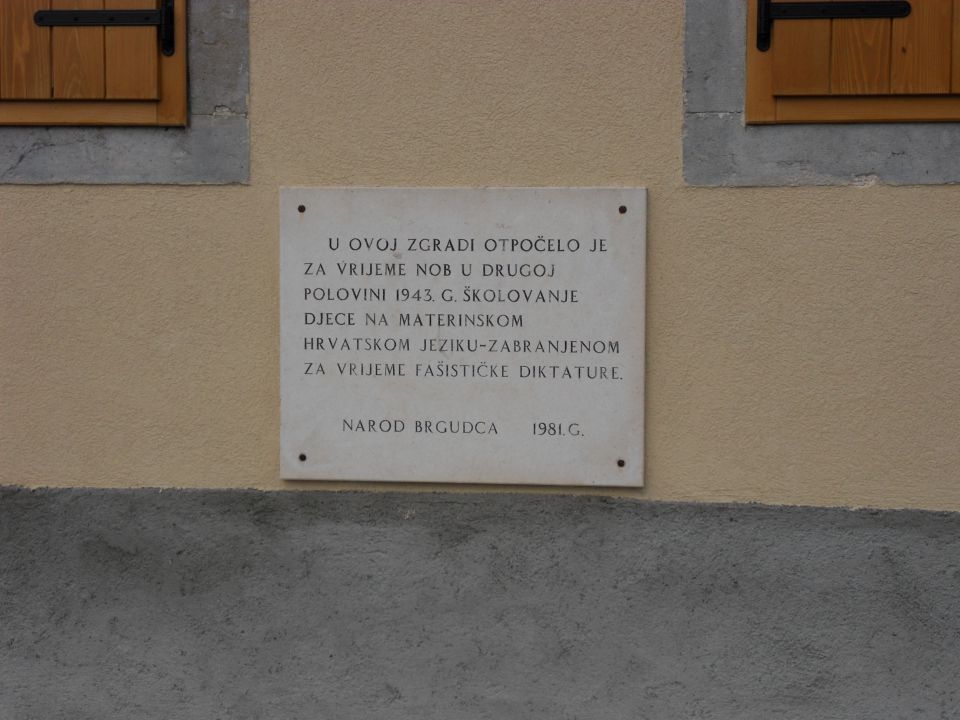 U OVOJ ZGRADI OTPOČELO JE
ZA VRIJEME NOB U DRUGOJ
POLOVINI 1943. G. ŠKOLOVANJE
DJECE NA MATERINSKOM
HRVATSKOM JEZIKU-ZABRANJENOM
ZA VRIJEME FAŠISTIČKE DIKTATURE.
NAROD BRGUDCA 1981. G.